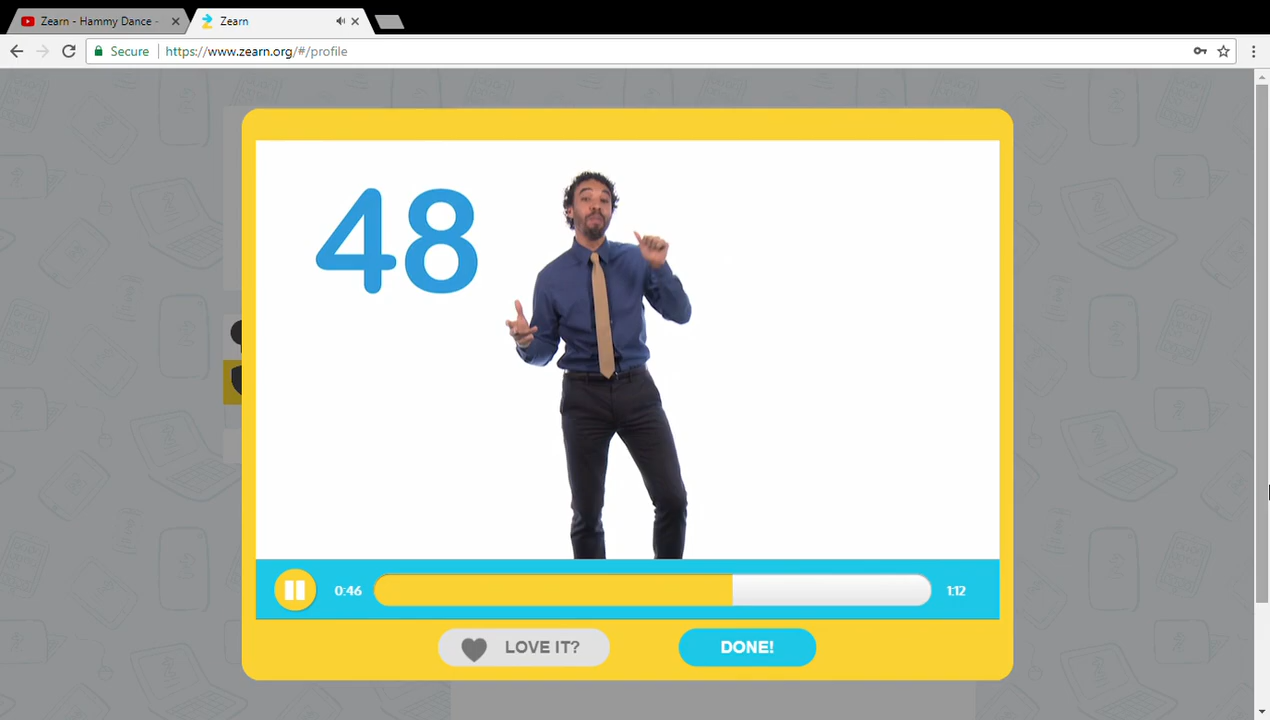 Zearn - Hammy Dance -
Zearn
Secure
https://www.zearn.org/#/profile
48
0:46
1:12
LOVE IT?
DONE!